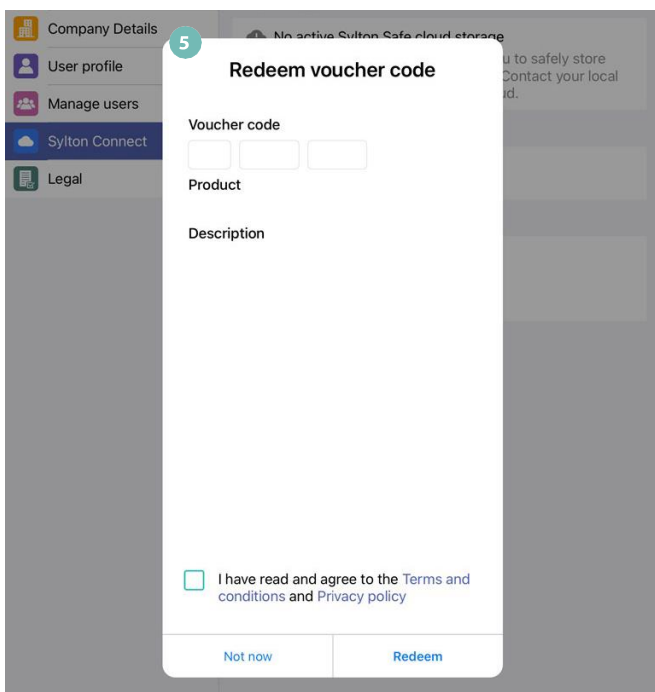 Company Details
User profile
Manage users
Sylton Connect
Legal
No active Sylton Safe cloud storage
u to safely store
Contact your local
ud.
5
Redeem voucher code
Voucher code
Product
Description
I have read and agree to the Terms and
conditions and Privacy policy
Not now
Redeem